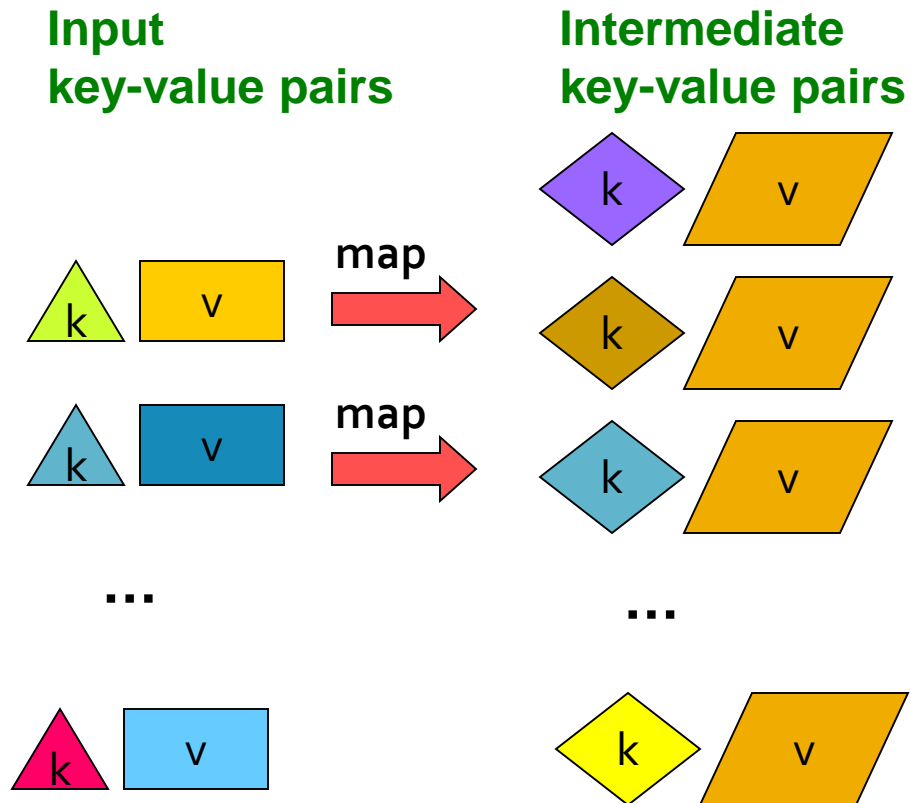 Input
key-value pairs
Intermediate
key-value pairs
k v
map
k v
k v
k v
map
k v
k v
...
...
k v
k v